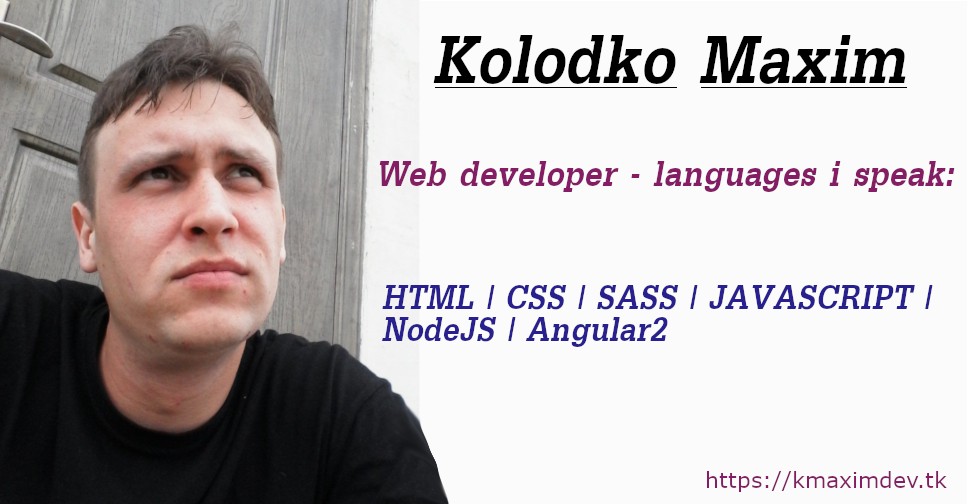 Kolodko Maxim
Web developer - languages i speak:
HTML | CSS | SASS | JAVASCRIPT |
NodeJS | Angular2
https://kmaximdev.tk